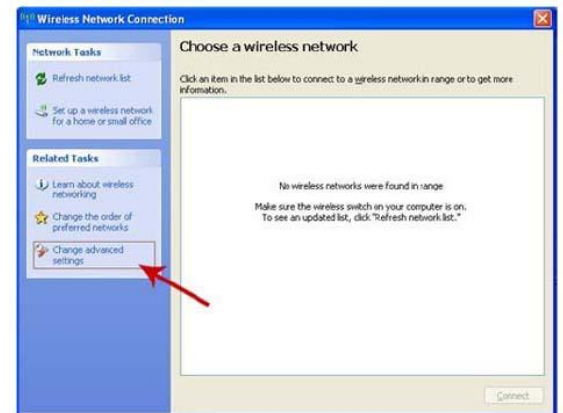 Wireless Network Connection
Network Tasks
Refresh network list
Set up a wireless network
for a home or small office
Related Tasks
Learn about wireless
networking
Change the order of
preferred networks
Change advanced
settings
Choose a wireless network
Click an item in the list below to connect to a wireless network in range or to get more
information.
No wireless networks were found in range
Make sure the wireless switch on your computer is on.
To see an updated list, click "Refresh network list."
Connect